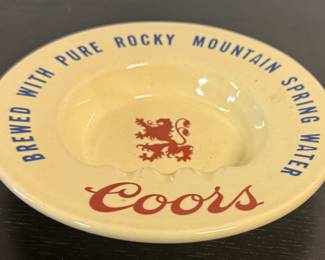 BREWED WITH PURE ROCKY MOUNTAIN SPRING WATER
Coors